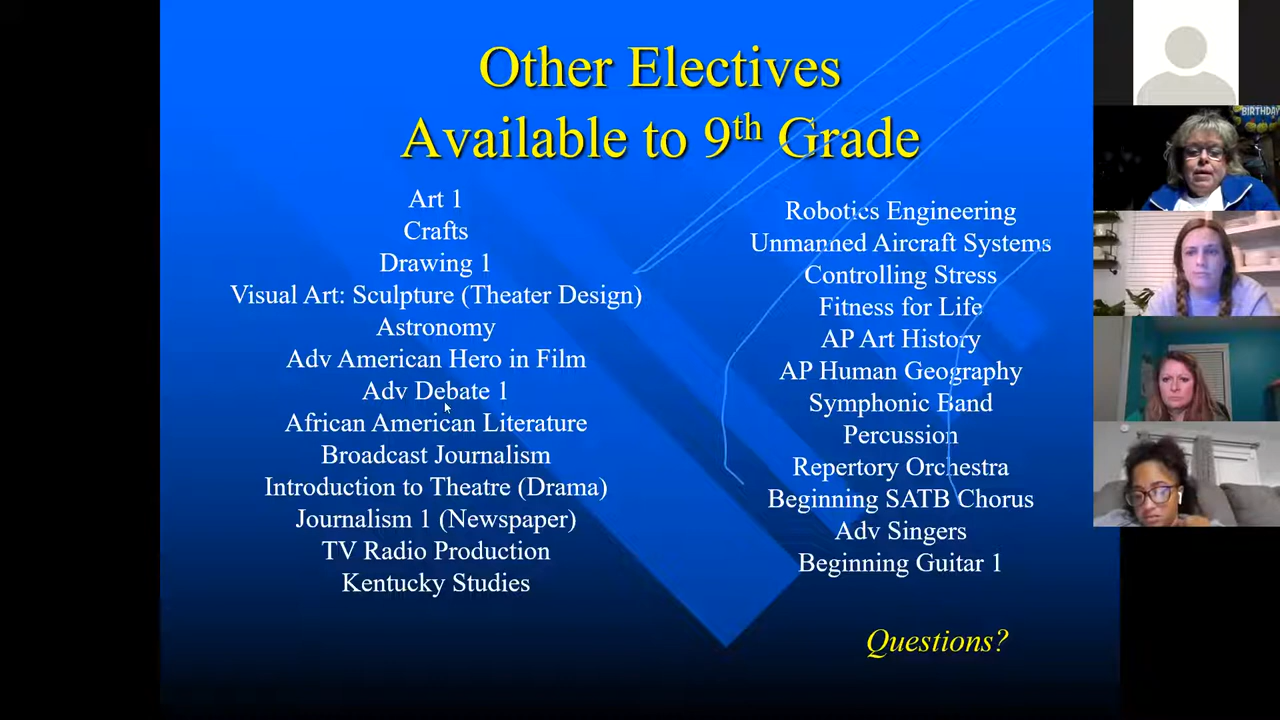 Other Electives
Available to 9th Grade
Art 1
Crafts
Drawing 1
Visual Art: Sculpture (Theater Design)
Astronomy
Adv American Hero in Film
Adv Debate 1
African American Literature
Broadcast Journalism
Introduction to Theatre (Drama)
Journalism 1 (Newspaper)
TV Radio Production
Kentucky Studies
Robotics Engineering
Unmanned Aircraft Systems
Controlling Stress
Fitness for Life
AP Art History
AP Human Geography
Symphonic Band
Percussion
Repertory Orchestra
Beginning SATB Chorus
Adv Singers
Beginning Guitar 1
Questions?
BIRTHDAY